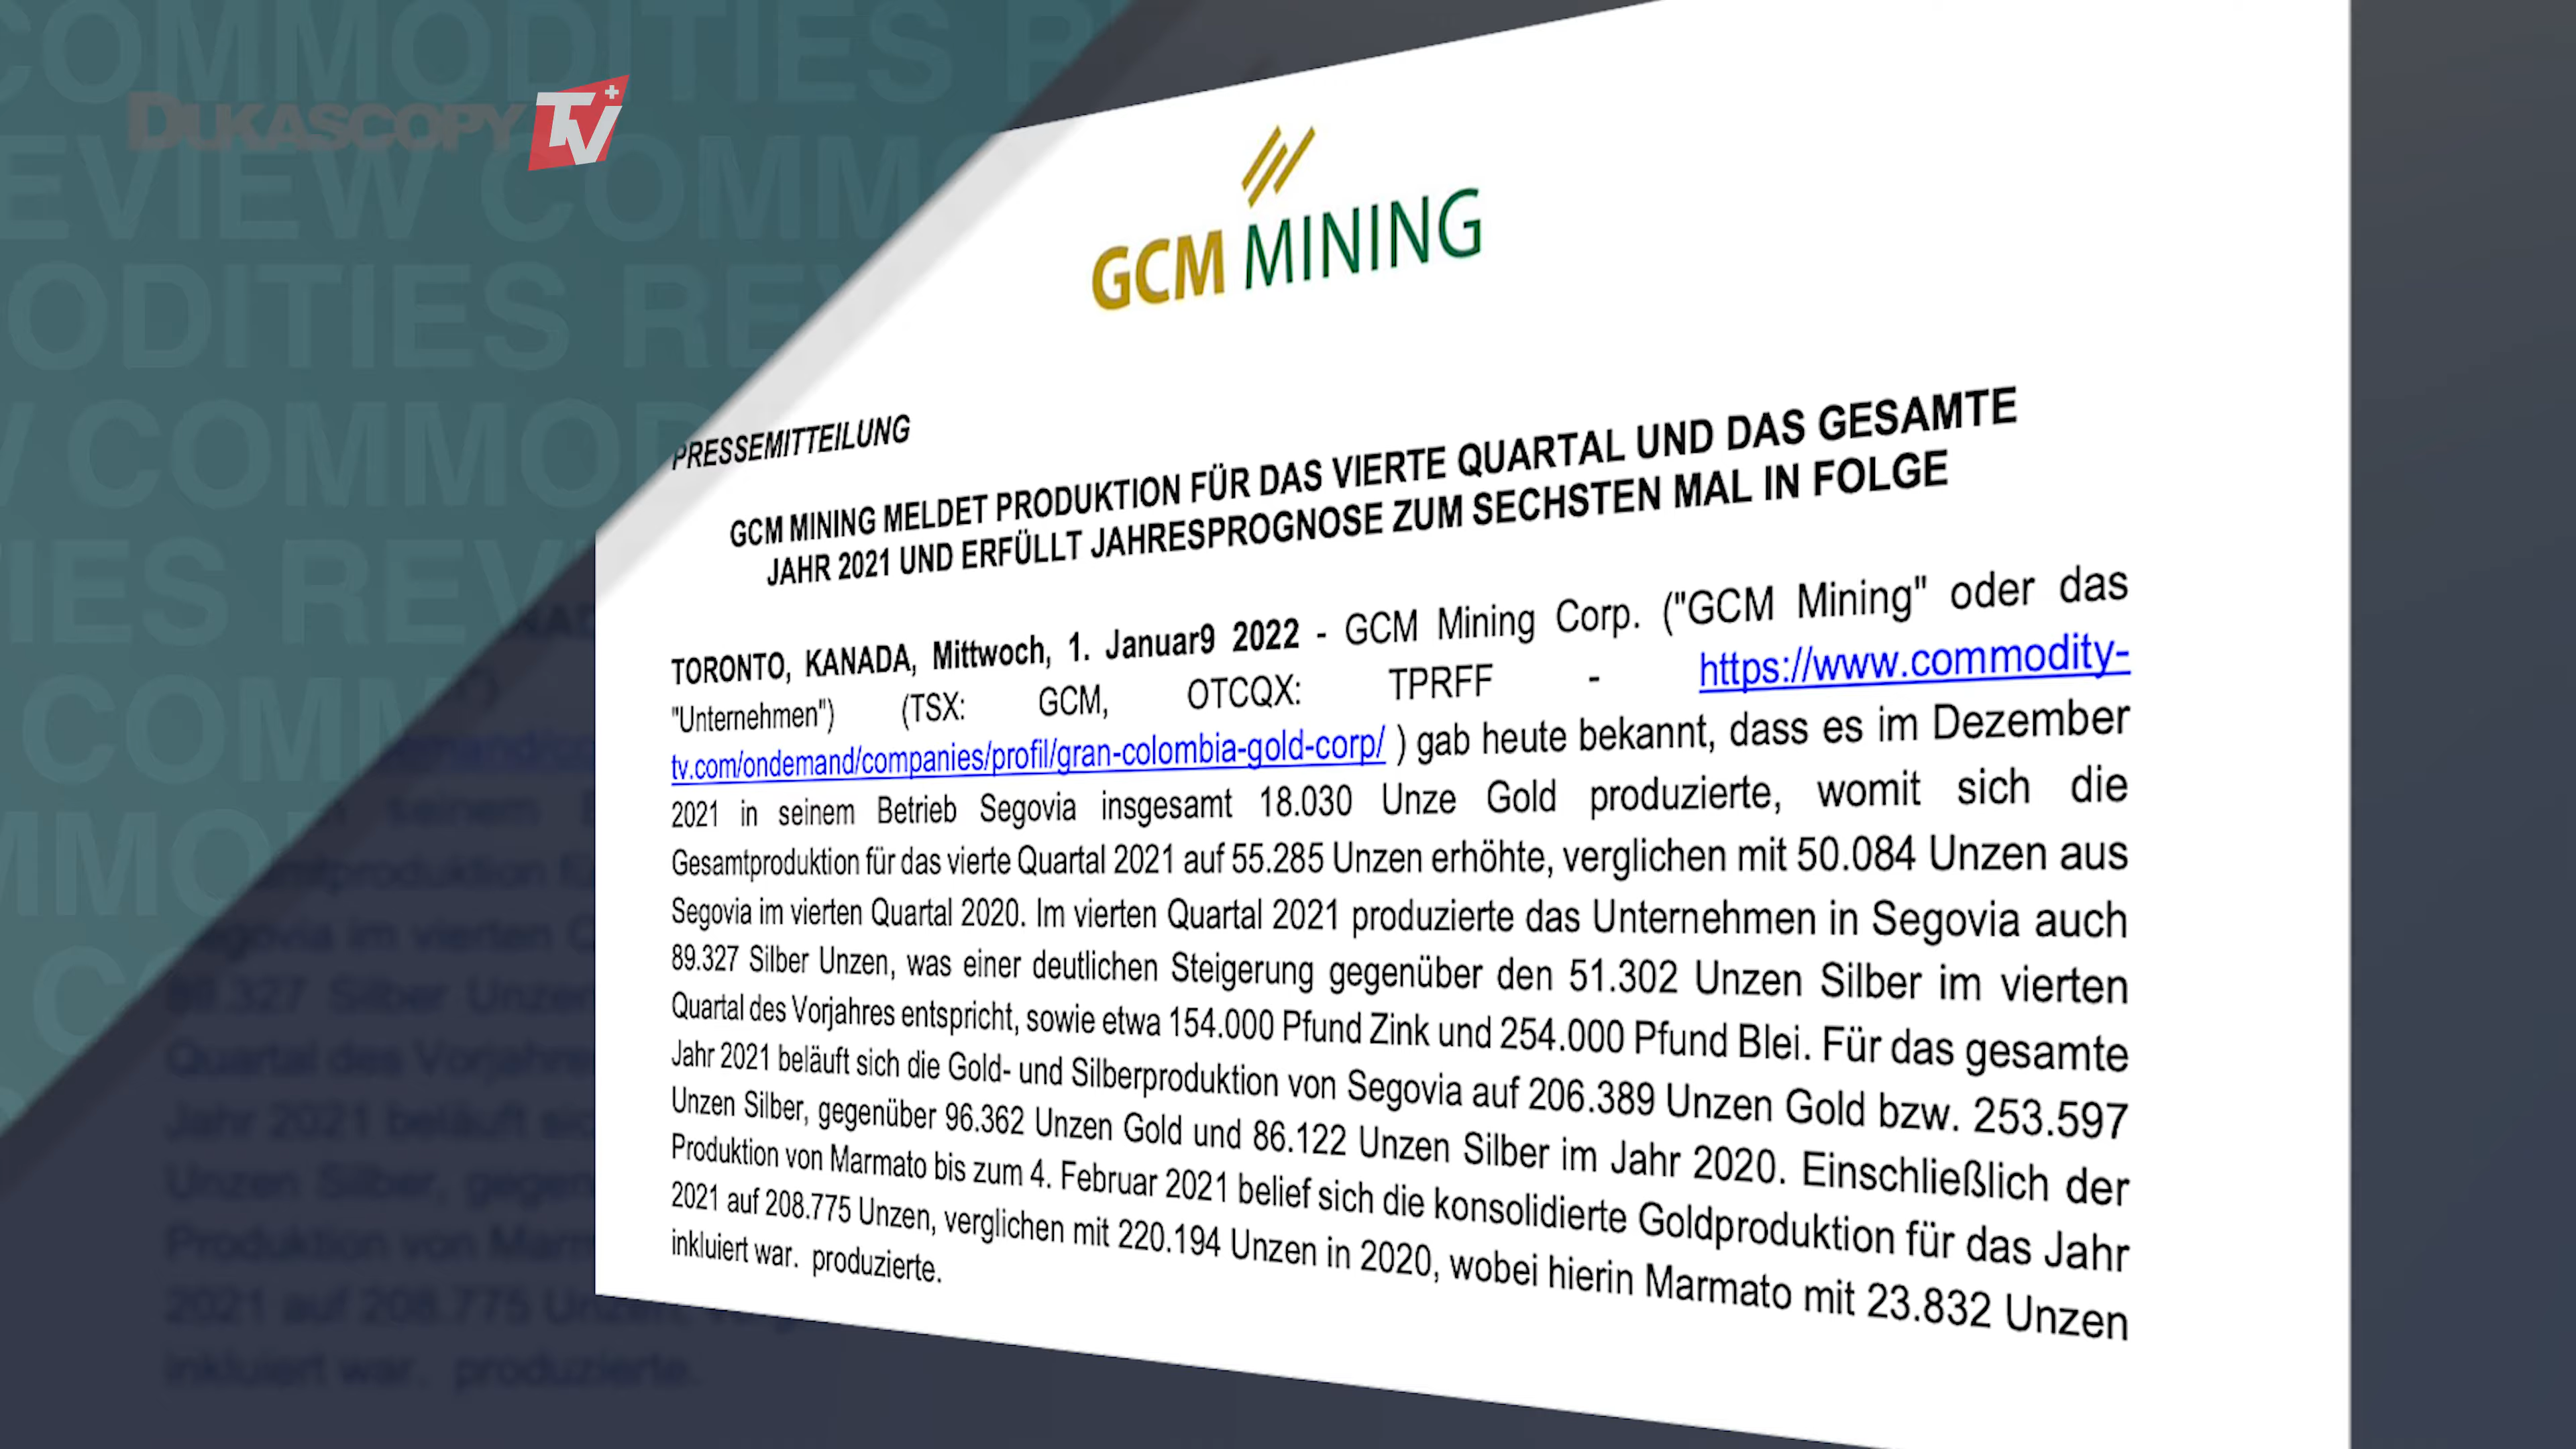 COMMODITIES R
DUKASCOPY TV
EVIEW COMM
ODITIES REV
W COMMOD
TIES REV
COMM
MMO
CO
GCM MINING
PRESSEMITTEILUNG
GCM MINING MELDET PRODUKTION FÜR DAS VIERTE QUARTAL UND DAS GESAMTE
JAHR 2021 UND ERFÜLLT JAHRESPROGNOSE ZUM SECHSTEN MAL IN FOLGE
TORONTO, KANADA, Mittwoch, 1. Januar9 2022 - GCM Mining Corp. ("GCM Mining" oder das
"Unternehmen") (TSX: GCM, OTCQX: TPRFF - https://www.commodity-
tv.com/ondemand/companies/profil/gran-colombia-gold-corp/ ) gab heute bekannt, dass es im Dezember
2021 in seinem Betrieb Segovia insgesamt 18.030 Unze Gold produzierte, womit sich die
Gesamtproduktion für das vierte Quartal 2021 auf 55.285 Unzen erhöhte, verglichen mit 50.084 Unzen aus
Segovia im vierten Quartal 2020. Im vierten Quartal 2021 produzierte das Unternehmen in Segovia auch
89.327 Silber Unzen, was einer deutlichen Steigerung gegenüber den 51.302 Unzen Silber im vierten
Quartal des Vorjahres entspricht, sowie etwa 154.000 Pfund Zink und 254.000 Pfund Blei. Für das gesamte
Jahr 2021 beläuft sich die Gold- und Silberproduktion von Segovia auf 206.389 Unzen Gold bzw. 253.597
Unzen Silber, gegenüber 96.362 Unzen Gold und 86.122 Unzen Silber im Jahr 2020. Einschließlich der
Produktion von Marmato bis zum 4. Februar 2021 belief sich die konsolidierte Goldproduktion für das Jahr
2021 auf 208.775 Unzen, verglichen mit 220.194 Unzen in 2020, wobei hierin Marmato mit 23.832 Unzen
inkluiert war. produzierte.